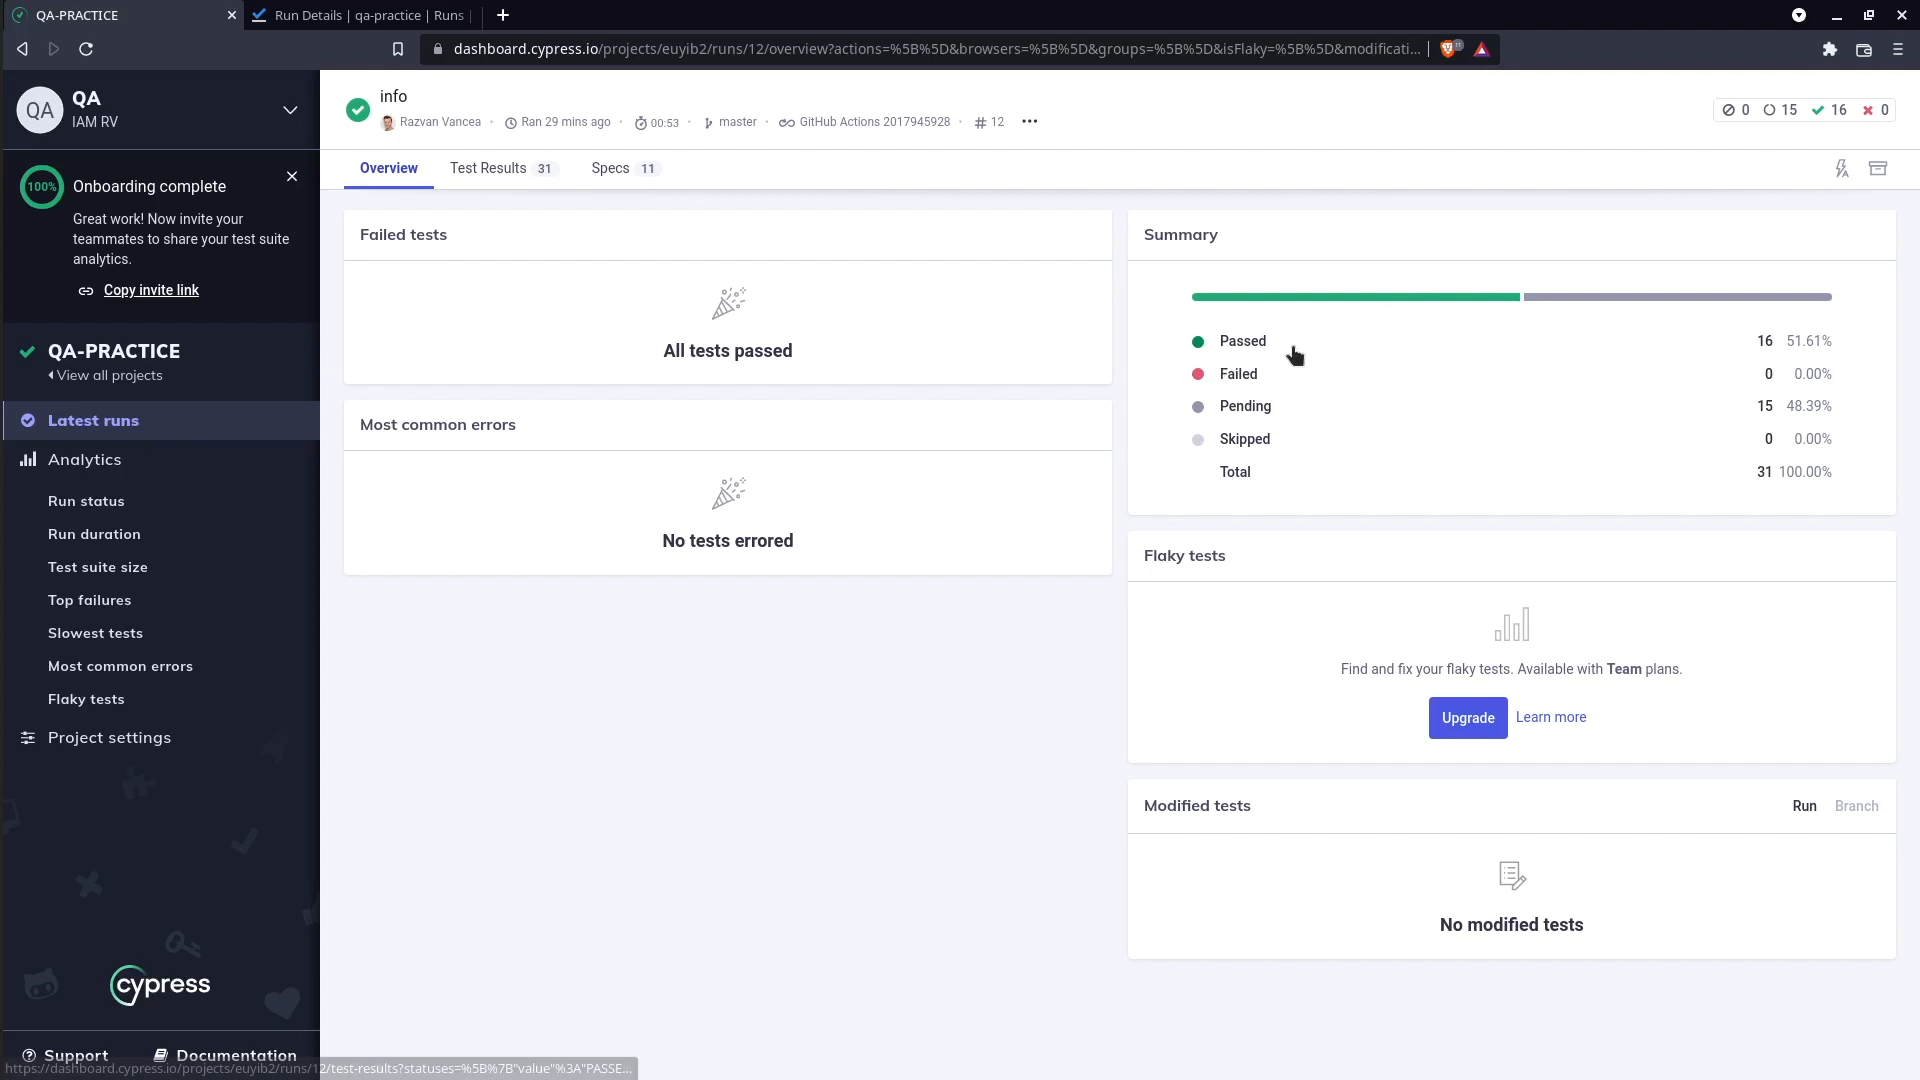 QA-PRACTICE
Run Details | qa-practice | Runs
dashboard.cypress.io/projects/euyib2/runs/12/overview?actions=%5B%5D&browsers=%5B%5D&groups=%5B%5D&isFlaky=%5B%5D&modificati...
11
QA
QA
IAM RV
100%
Onboarding complete
Great work! Now invite your
teammates to share your test suite
analytics.
Copy invite link
QA-PRACTICE
View all projects
Latest runs
Analytics
Run status
Run duration
Test suite size
Top failures
Slowest tests
Most common errors
Flaky tests
Project settings
cypress
Support
Documentation
https://dashboard.cypress.io/projects/euyib2/runs/12/test-results?statuses=%5B%7B"value"%3A"PASSE...
info
Razvan Vancea
Ran 29 mins ago
00:53
master
GitHub Actions 2017945928
# 12
0 15 16 0
Overview
Test Results 31
Specs 11
Failed tests
All tests passed
Most common errors
No tests errored
Summary
Passed 16 51.61%
Failed 0 0.00%
Pending 15 48.39%
Skipped 0 0.00%
Total 31 100.00%
Flaky tests
Find and fix your flaky tests. Available with Team plans.
Upgrade
Learn more
Modified tests
Run
Branch
No modified tests